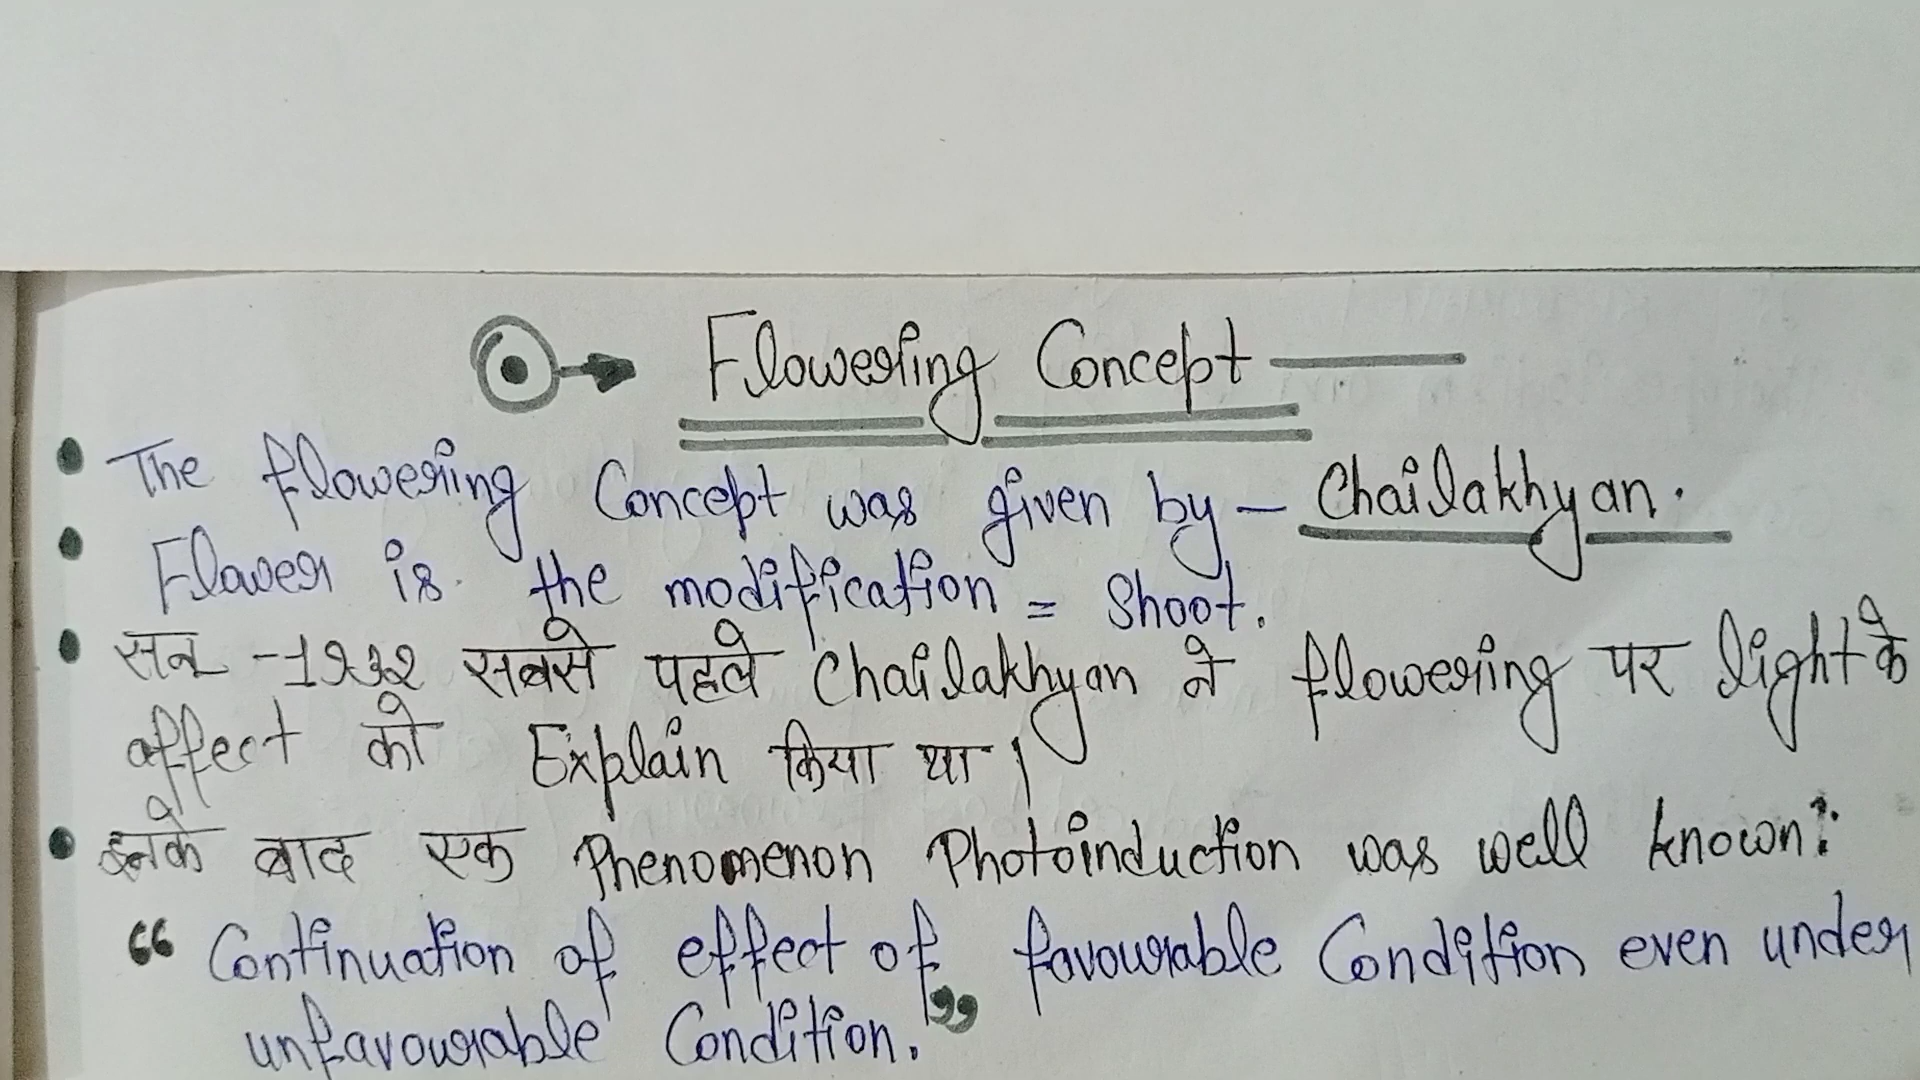 Flowering Concept
The flowering Concept was given by - Chailakhyan.
Flower is the modification = Shoot.
सन् -1932 सबसे पहले Chailakhyan ने flowering पर light के
affect को Explain किया था।
इनके बाद एक Phenomenon Photoinduction was well known:
“ Continuation of effect of favourable Condition even under
unfavourable Condition. ”